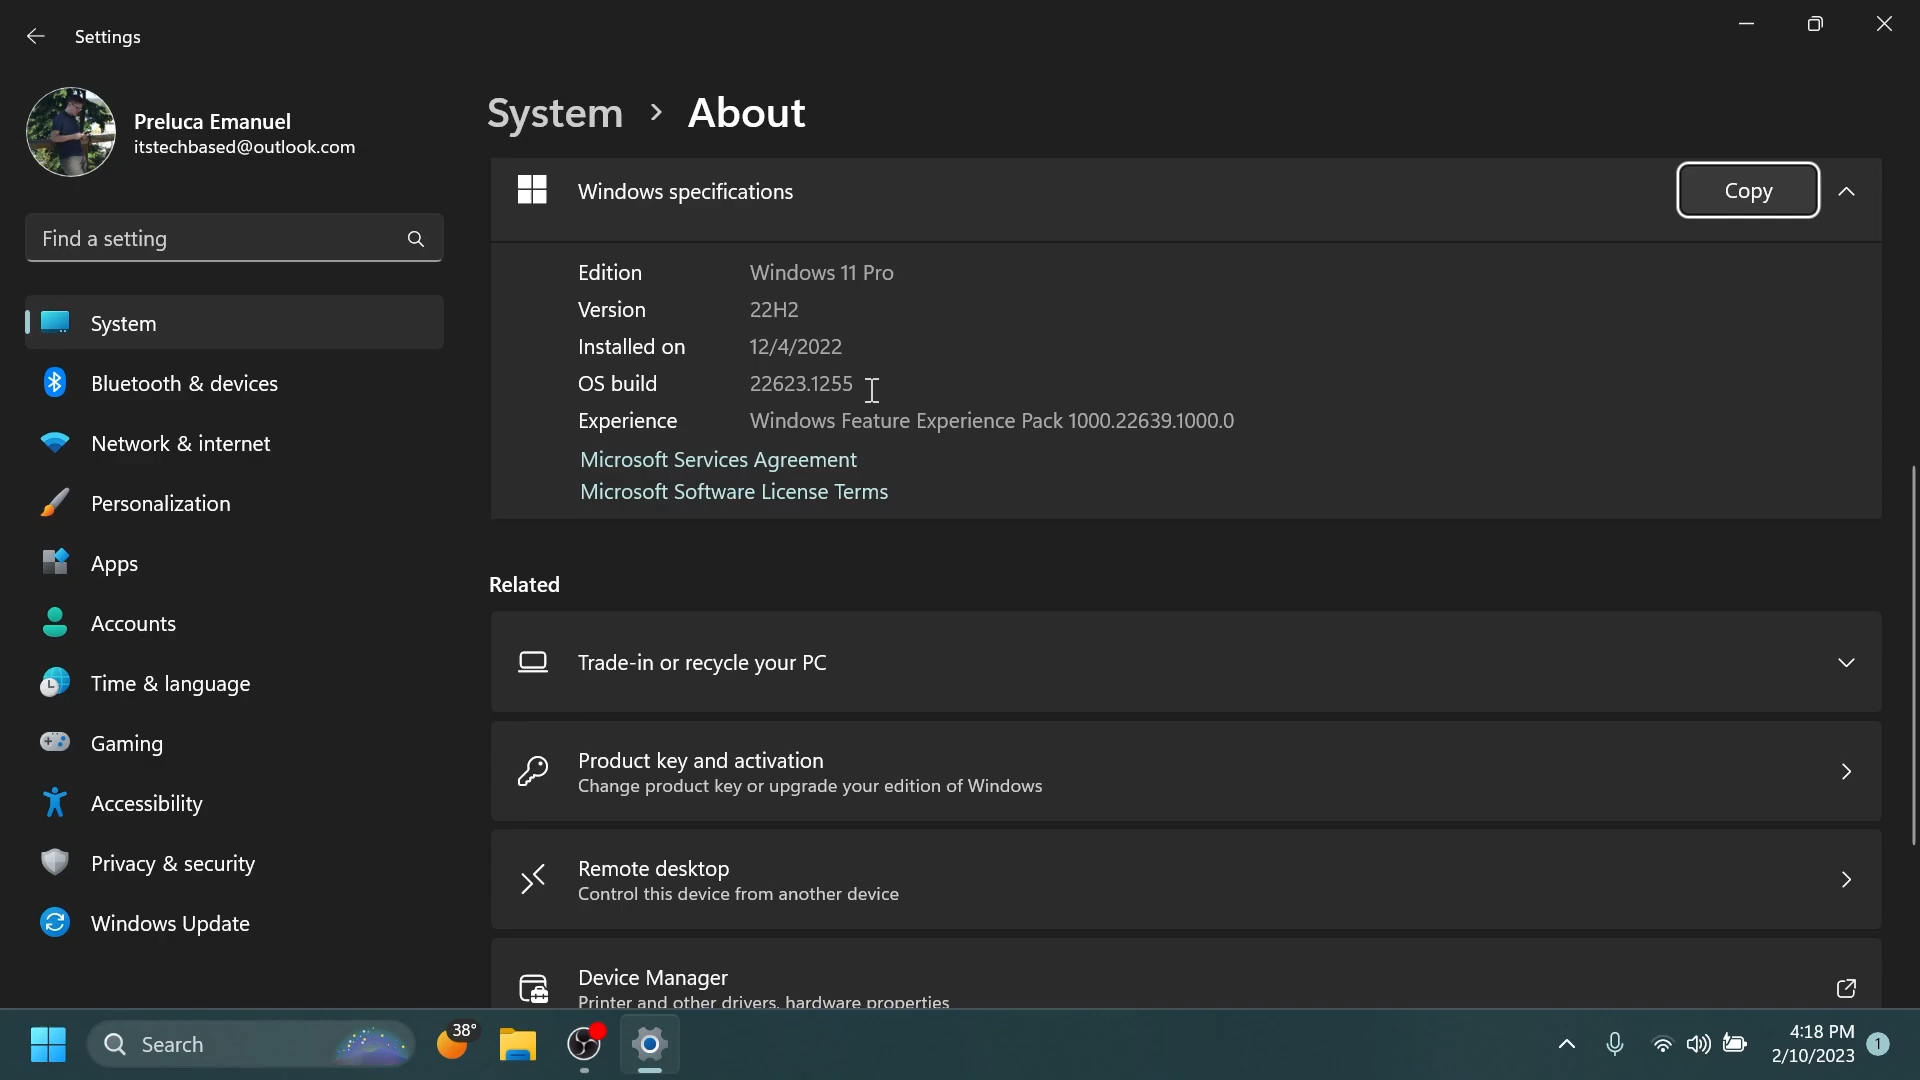 Settings
Preluca Emanuel
itstechbased@outlook.com
Find a setting
System
Bluetooth & devices
Network & internet
Personalization
Apps
Accounts
Time & language
Gaming
Accessibility
Privacy & security
Windows Update
System > About
Windows specifications
Copy
Edition Windows 11 Pro
Version 22H2
Installed on 12/4/2022
OS build 22623.1255
Experience Windows Feature Experience Pack 1000.22639.1000.0
Microsoft Services Agreement
Microsoft Software License Terms
Related
Trade-in or recycle your PC
Product key and activation
Change product key or upgrade your edition of Windows
Remote desktop
Control this device from another device
Device Manager
Printer and other drivers, hardware properties
Search
38°
4:18 PM
2/10/2023
1